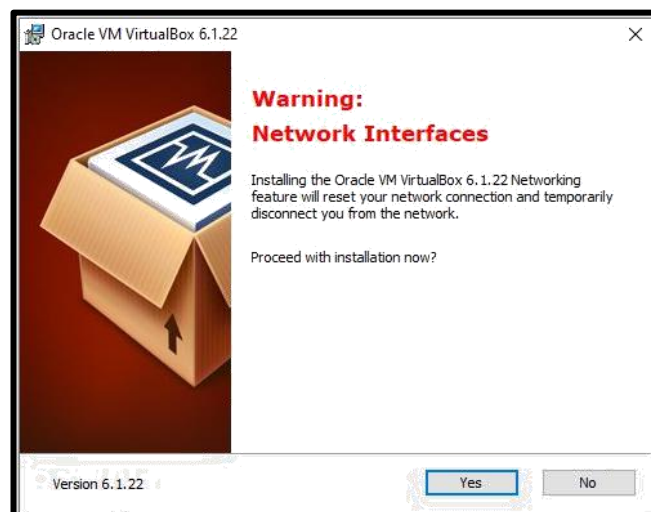 Oracle VM VirtualBox 6.1.22
Warning:
Network Interfaces
Installing the Oracle VM VirtualBox 6.1.22 Networking
feature will reset your network connection and temporarily
disconnect you from the network.
Proceed with installation now?
Version 6.1.22
Yes
No